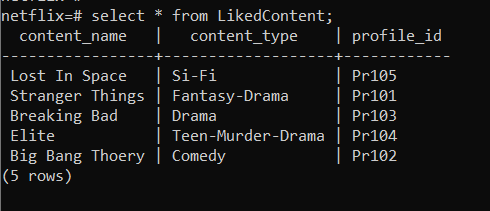 netflix=# select * from LikedContent;
content_name | content_type | profile_id
-----------------+-------------------+------------
Lost In Space | Si-Fi | Pr105
Stranger Things | Fantasy-Drama | Pr101
Breaking Bad | Drama | Pr103
Elite | Teen-Murder-Drama | Pr104
Big Bang Thoery | Comedy | Pr102
(5 rows)